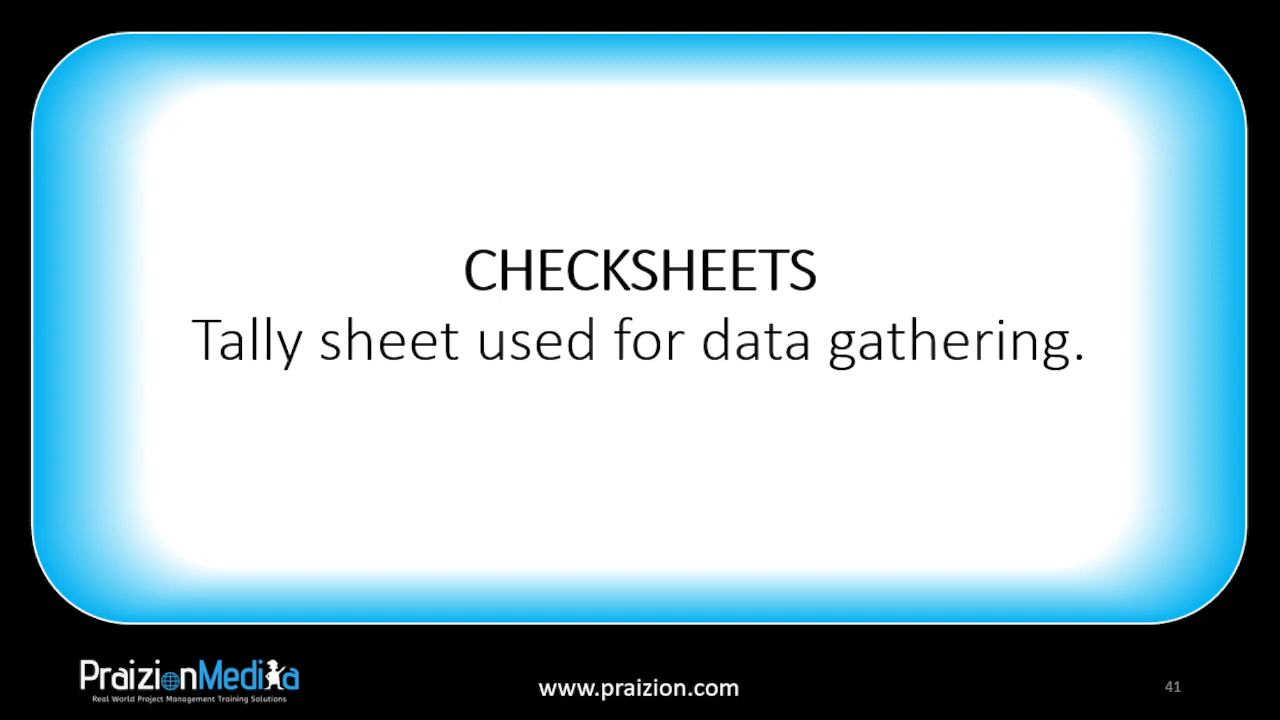 CHECKSHEETS
Tally sheet used for data gathering.
PraizionMedia
Real World Project Management Training Solutions
www.praizion.com
41